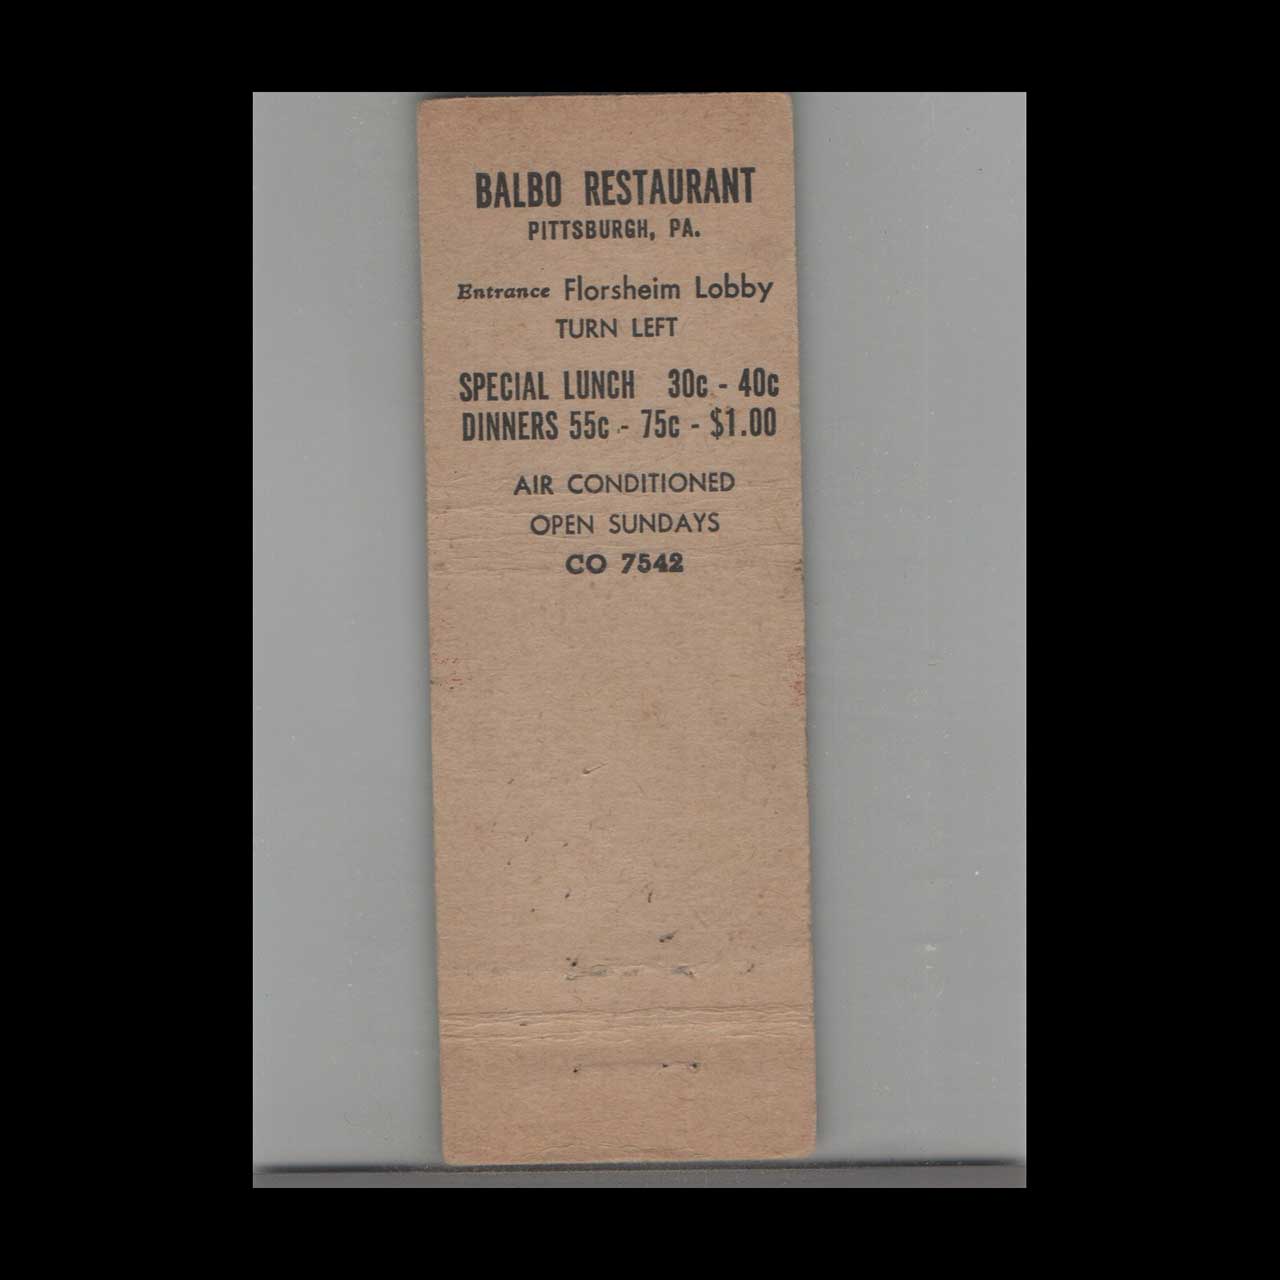 BALBO RESTAURANT
PITTSBURGH, PA.
Entrance Florsheim Lobby
TURN LEFT
SPECIAL LUNCH 30c - 40c
DINNERS 55c - 75c - $1.00
AIR CONDITIONED
OPEN SUNDAYS
CO 7542